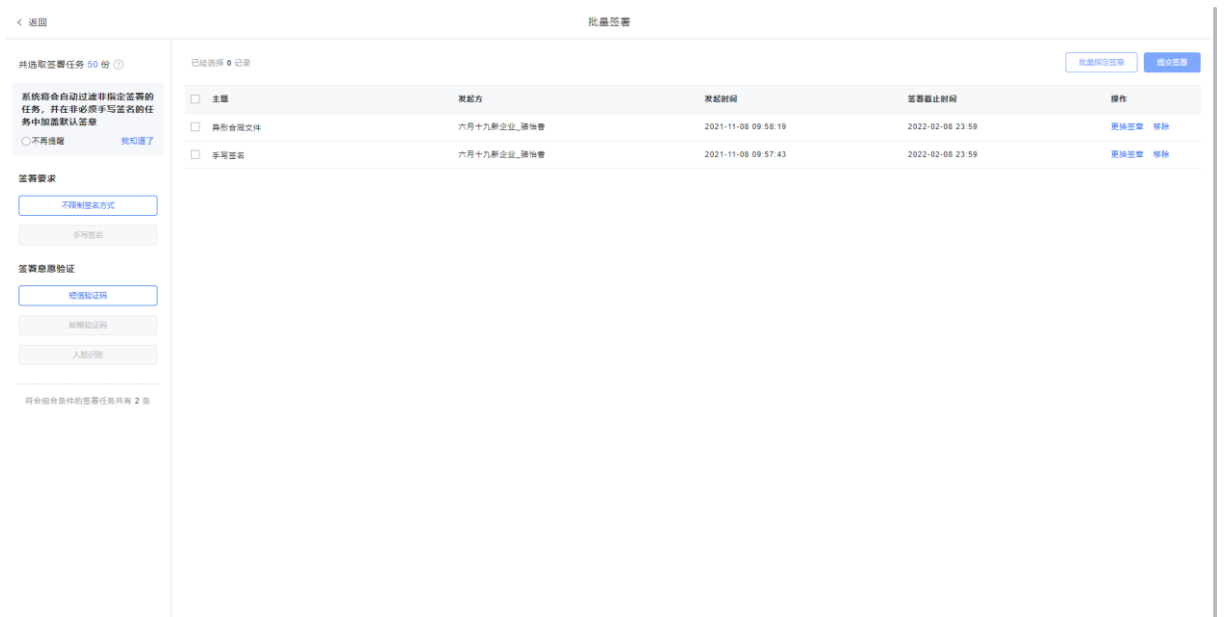 返回
批量签署
共选取签署任务 50 份
系统将会自动过滤非指定签署的
任务，并在非必须手写签名的任
务中加盖默认签章
不再提醒 我知道了
签署要求
不限制签名方式
手写签名
签署意愿验证
短信验证码
邮箱验证码
人脸识别
符合组合条件的签署任务共有 2 条
已经选择 0 记录
批量指定签章 提交签署
主题 发起方 发起时间 签署截止时间 操作
异形合同文件 六月十九新企业_ 2021-11-08 09:58:19 2022-02-08 23:59 更换签章 移除
手写签名 六月十九新企业_ 2021-11-08 09:57:43 2022-02-08 23:59 更换签章 移除